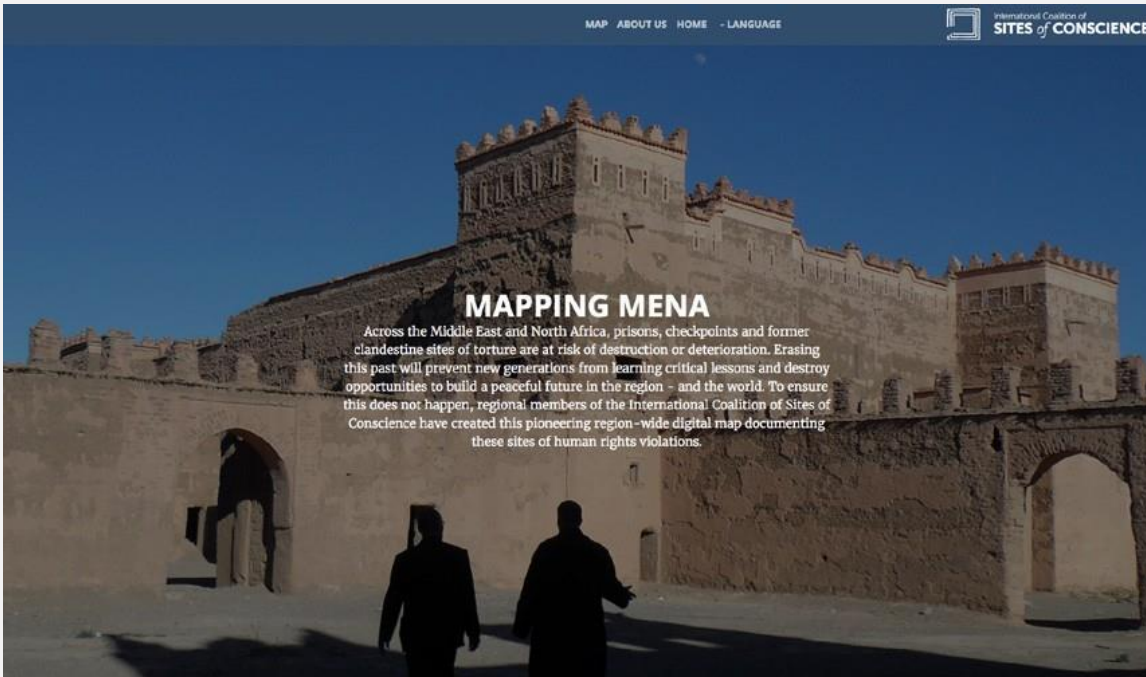 MAP ABOUT US HOME - LANGUAGE
International Coalition of
SITES of CONSCIENCE
MAPPING MENA
Across the Middle East and North Africa, prisons, checkpoints and former
clandestine sites of torture are at risk of destruction or deterioration. Erasing
this past will prevent new generations from learning critical lessons and destroy
opportunities to build a peaceful future in the region - and the world. To ensure
this does not happen, regional members of the International Coalition of Sites of
Conscience have created this pioneering region-wide digital map documenting
these sites of human rights violations.